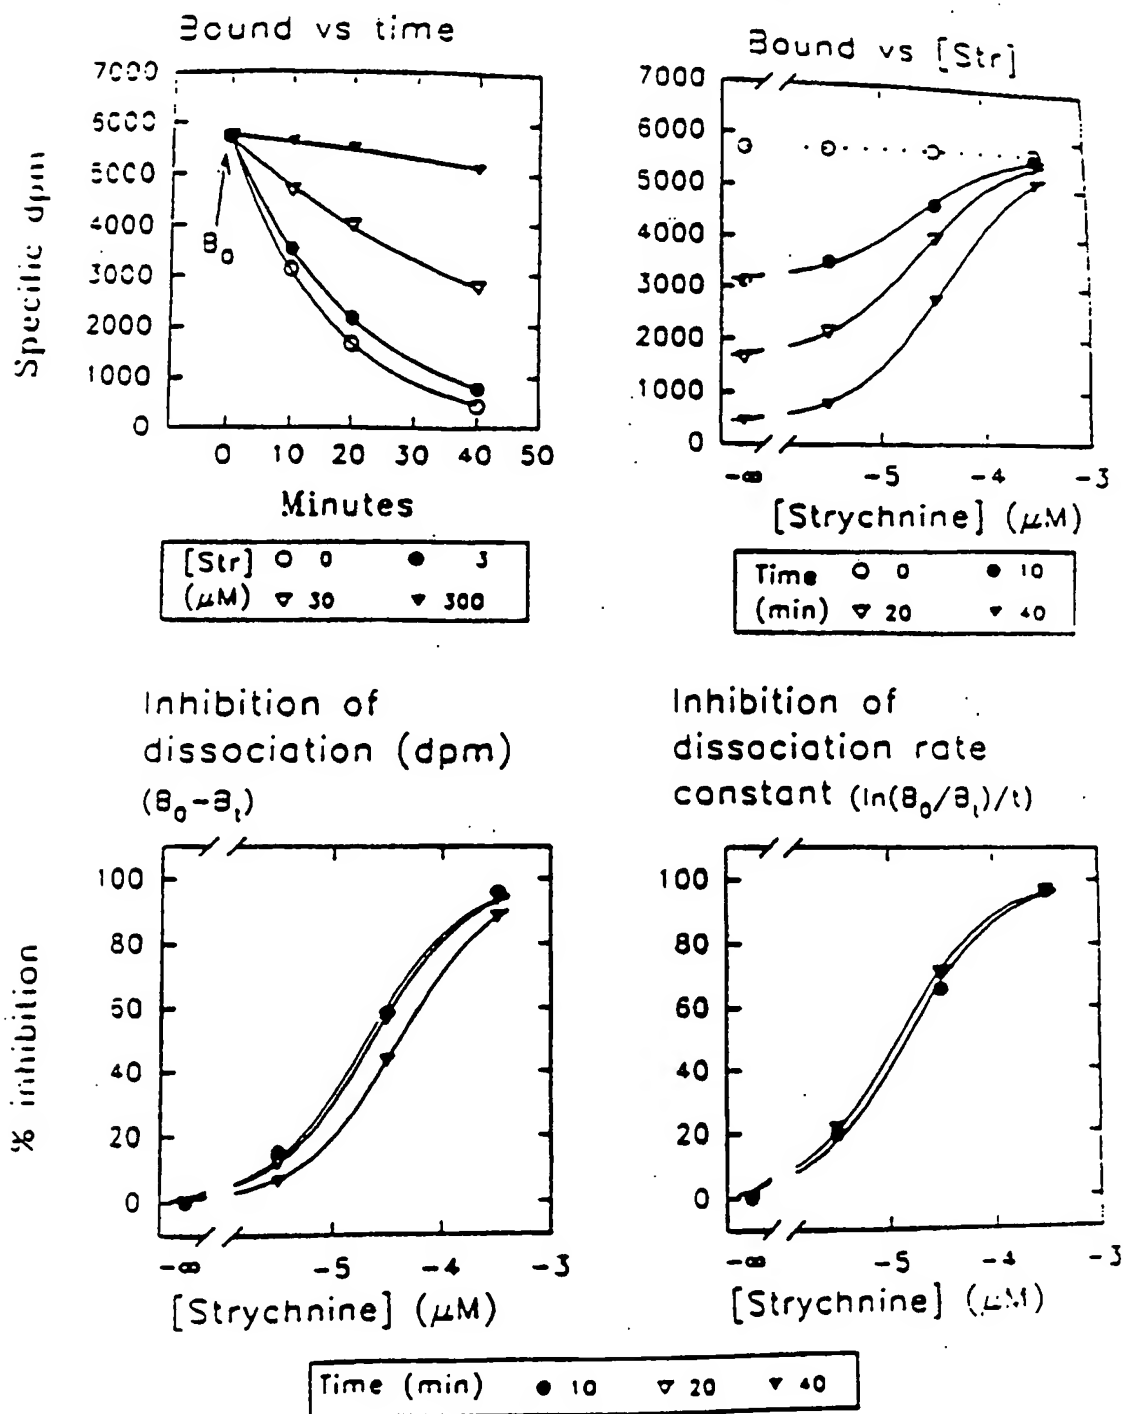 Bound vs time
7000
6000
5000
4000
3000
2000
1000
0
Specific dpm
B0
0 10 20 30 40 50
Minutes
[Str] ○ 0 ● 3
(μM) ▽ 30 ▼ 300
Bound vs [Str]
7000
6000
5000
4000
3000
2000
1000
0
-∞ -5 -4 -3
[Strychnine] (μM)
Time ○ 0 ● 10
(min) ▽ 20 ▼ 40
Inhibition of
dissociation (dpm)
(B0-Bt)
100
80
60
40
20
0
% inhibition
-∞ -5 -4 -3
[Strychnine] (μM)
Inhibition of
dissociation rate
constant (ln(B0/Bt)/t)
100
80
60
40
20
0
-∞ -5 -4 -3
[Strychnine] (μM)
Time (min) ● 10 ▽ 20 ▼ 40